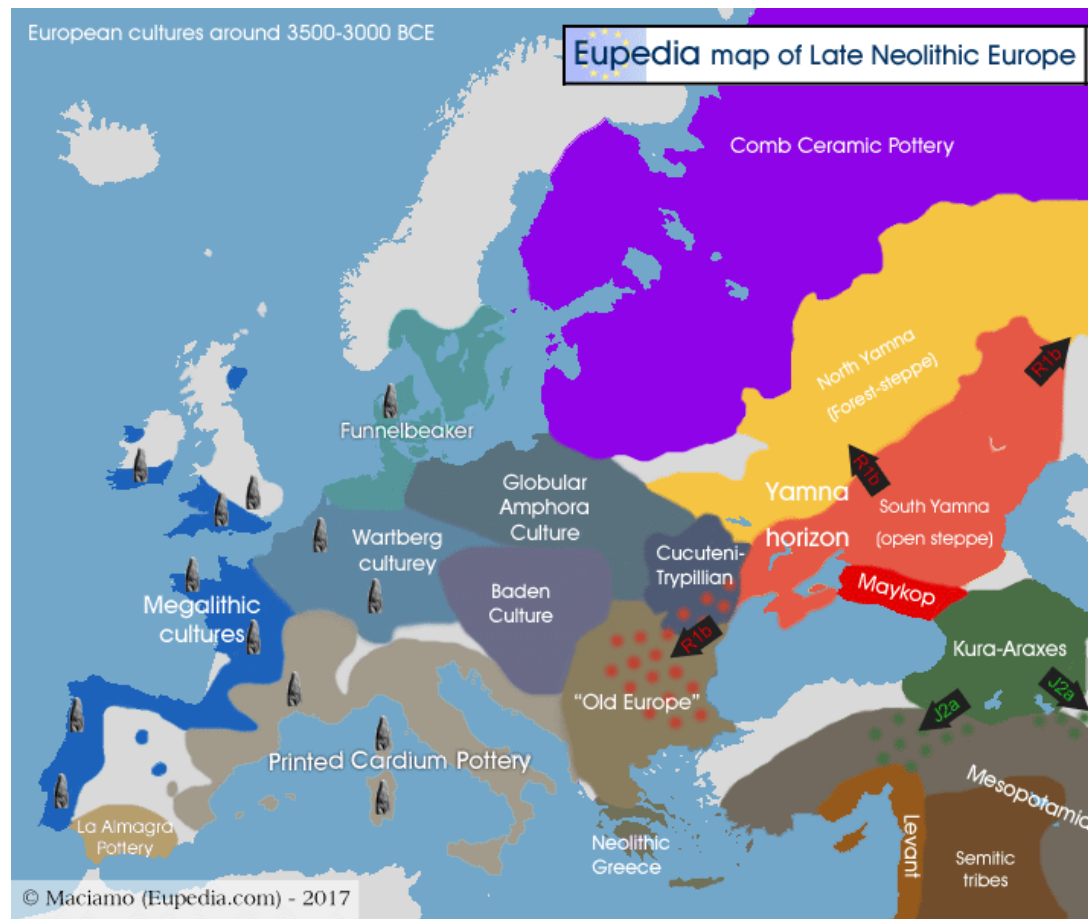 European cultures around 3500-3000 BCE
Eupedia map of Late Neolithic Europe
Comb Ceramic Pottery
North Yamna
(Forest-steppe)
R1b
R1b
Funnelbeaker
Globular
Amphora
Culture
Yamna
horizon
South Yamna
(open steppe)
Wartberg
culturey
Cucuteni-
Trypillian
Baden
Culture
Maykop
Megalithic
cultures
R1b
Kura-Araxes
"Old Europe"
J2a
J2a
Printed Cardium Pottery
Mesopotamic
La Almagra
Pottery
Neolithic
Greece
Levant
Semitic
tribes
© Maciamo (Eupedia.com) - 2017